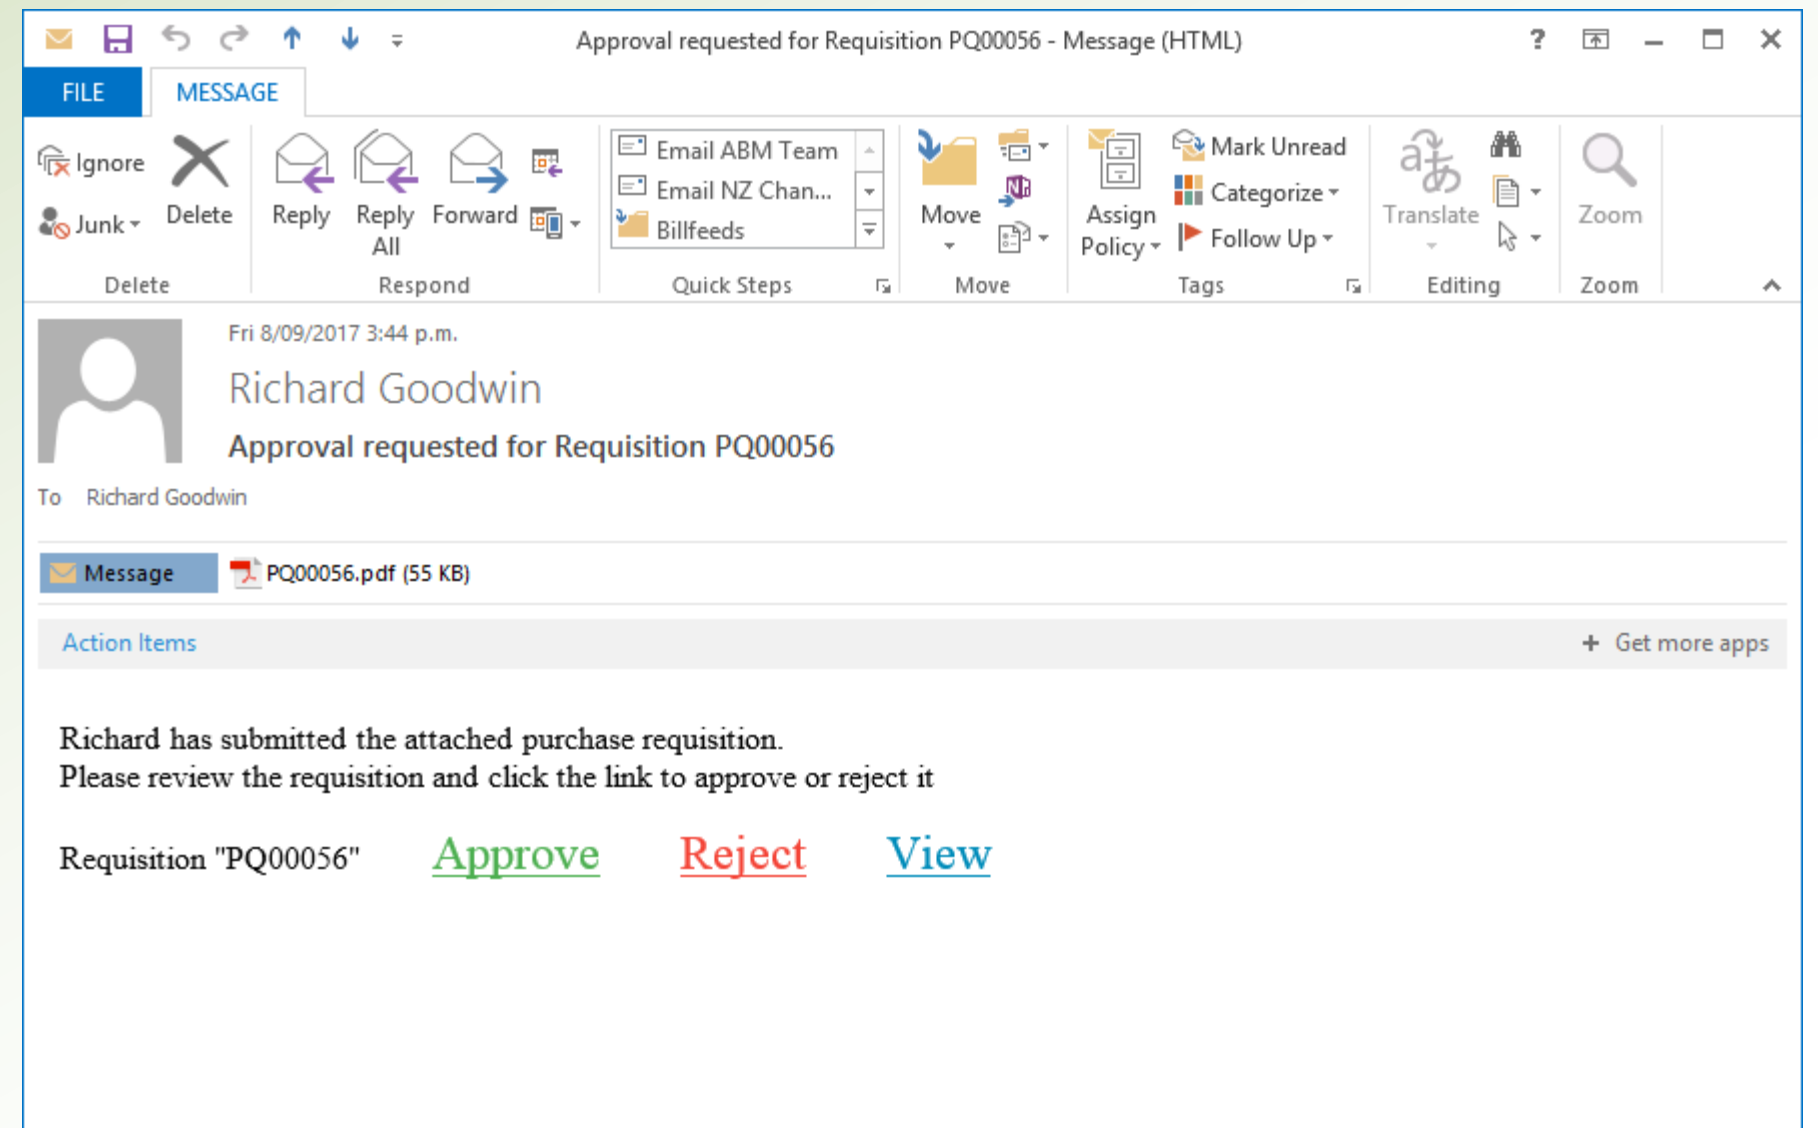 Approval requested for Requisition PQ00056 - Message (HTML)
?
FILE
MESSAGE
Ignore
Junk
Delete
Reply
Reply All
Forward
Email ABM Team
Email NZ Chan...
Billfeeds
Move
Assign Policy
Mark Unread
Categorize
Follow Up
Translate
Zoom
Delete
Respond
Quick Steps
Move
Tags
Editing
Zoom
Fri 8/09/2017 3:44 p.m.
Richard Goodwin
Approval requested for Requisition PQ00056
To Richard Goodwin
Message
PQ00056.pdf (55 KB)
Action Items
+ Get more apps
Richard has submitted the attached purchase requisition.
Please review the requisition and click the link to approve or reject it
Requisition "PQ00056" Approve Reject View